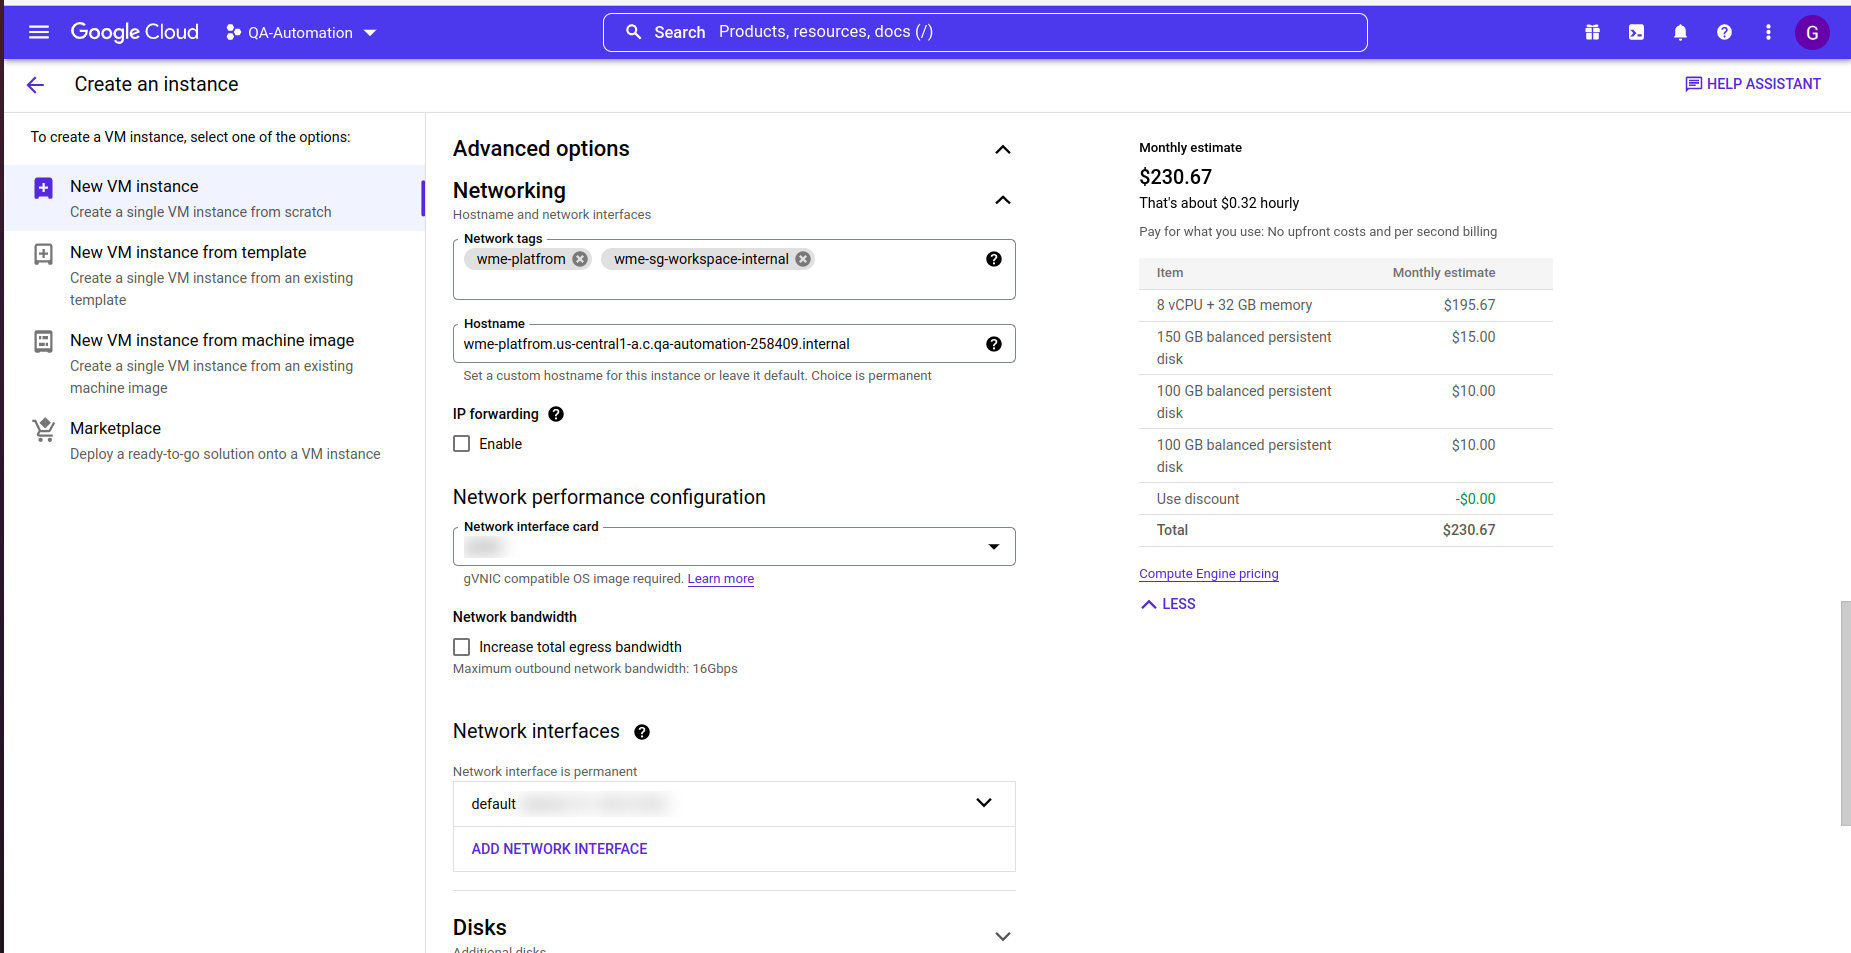 Google Cloud
QA-Automation
Search Products, resources, docs (/)
G
Create an instance
HELP ASSISTANT
To create a VM instance, select one of the options:
New VM instance
Create a single VM instance from scratch
New VM instance from template
Create a single VM instance from an existing
template
New VM instance from machine image
Create a single VM instance from an existing
machine image
Marketplace
Deploy a ready-to-go solution onto a VM instance
Advanced options
Networking
Hostname and network interfaces
Network tags
wme-platfrom wme-sg-workspace-internal
Hostname
wme-platfrom.us-central1-a.c.qa-automation-258409.internal
Set a custom hostname for this instance or leave it default. Choice is permanent
IP forwarding
Enable
Network performance configuration
Network interface card
gVNIC compatible OS image required. Learn more
Network bandwidth
Increase total egress bandwidth
Maximum outbound network bandwidth: 16Gbps
Network interfaces
Network interface is permanent
default
ADD NETWORK INTERFACE
Disks
Additional disks
Monthly estimate
$230.67
That's about $0.32 hourly
Pay for what you use: No upfront costs and per second billing
Item Monthly estimate
8 vCPU + 32 GB memory $195.67
150 GB balanced persistent $15.00
disk
100 GB balanced persistent $10.00
disk
100 GB balanced persistent $10.00
disk
Use discount -$0.00
Total $230.67
Compute Engine pricing
LESS